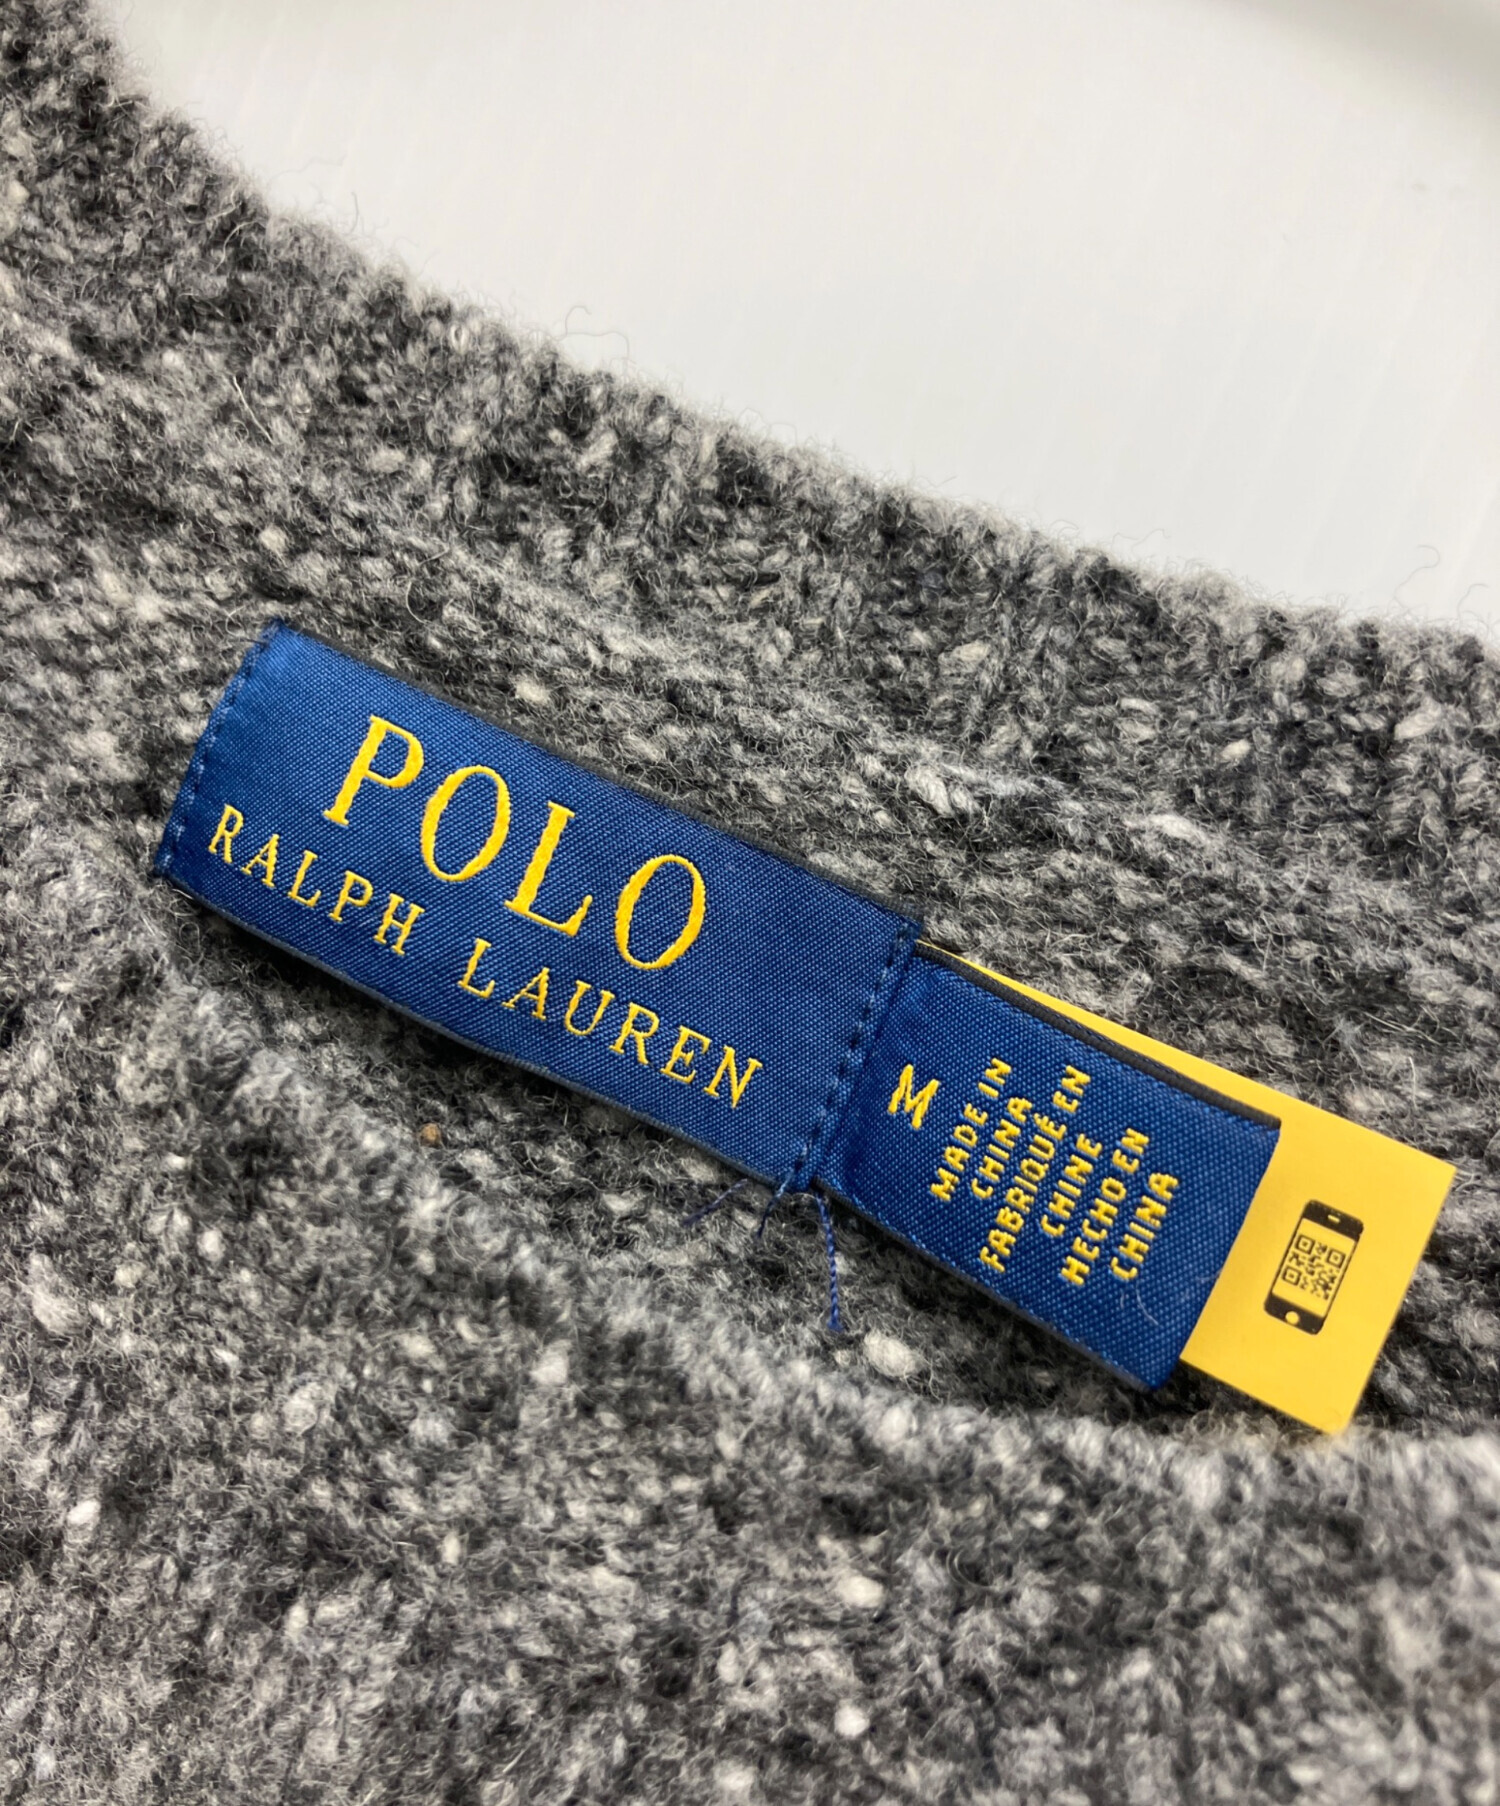 POLO
RALPH LAUREN
M
MADE IN
CHINA
FABRIQUÉ EN
CHINE
HECHO EN
CHINA